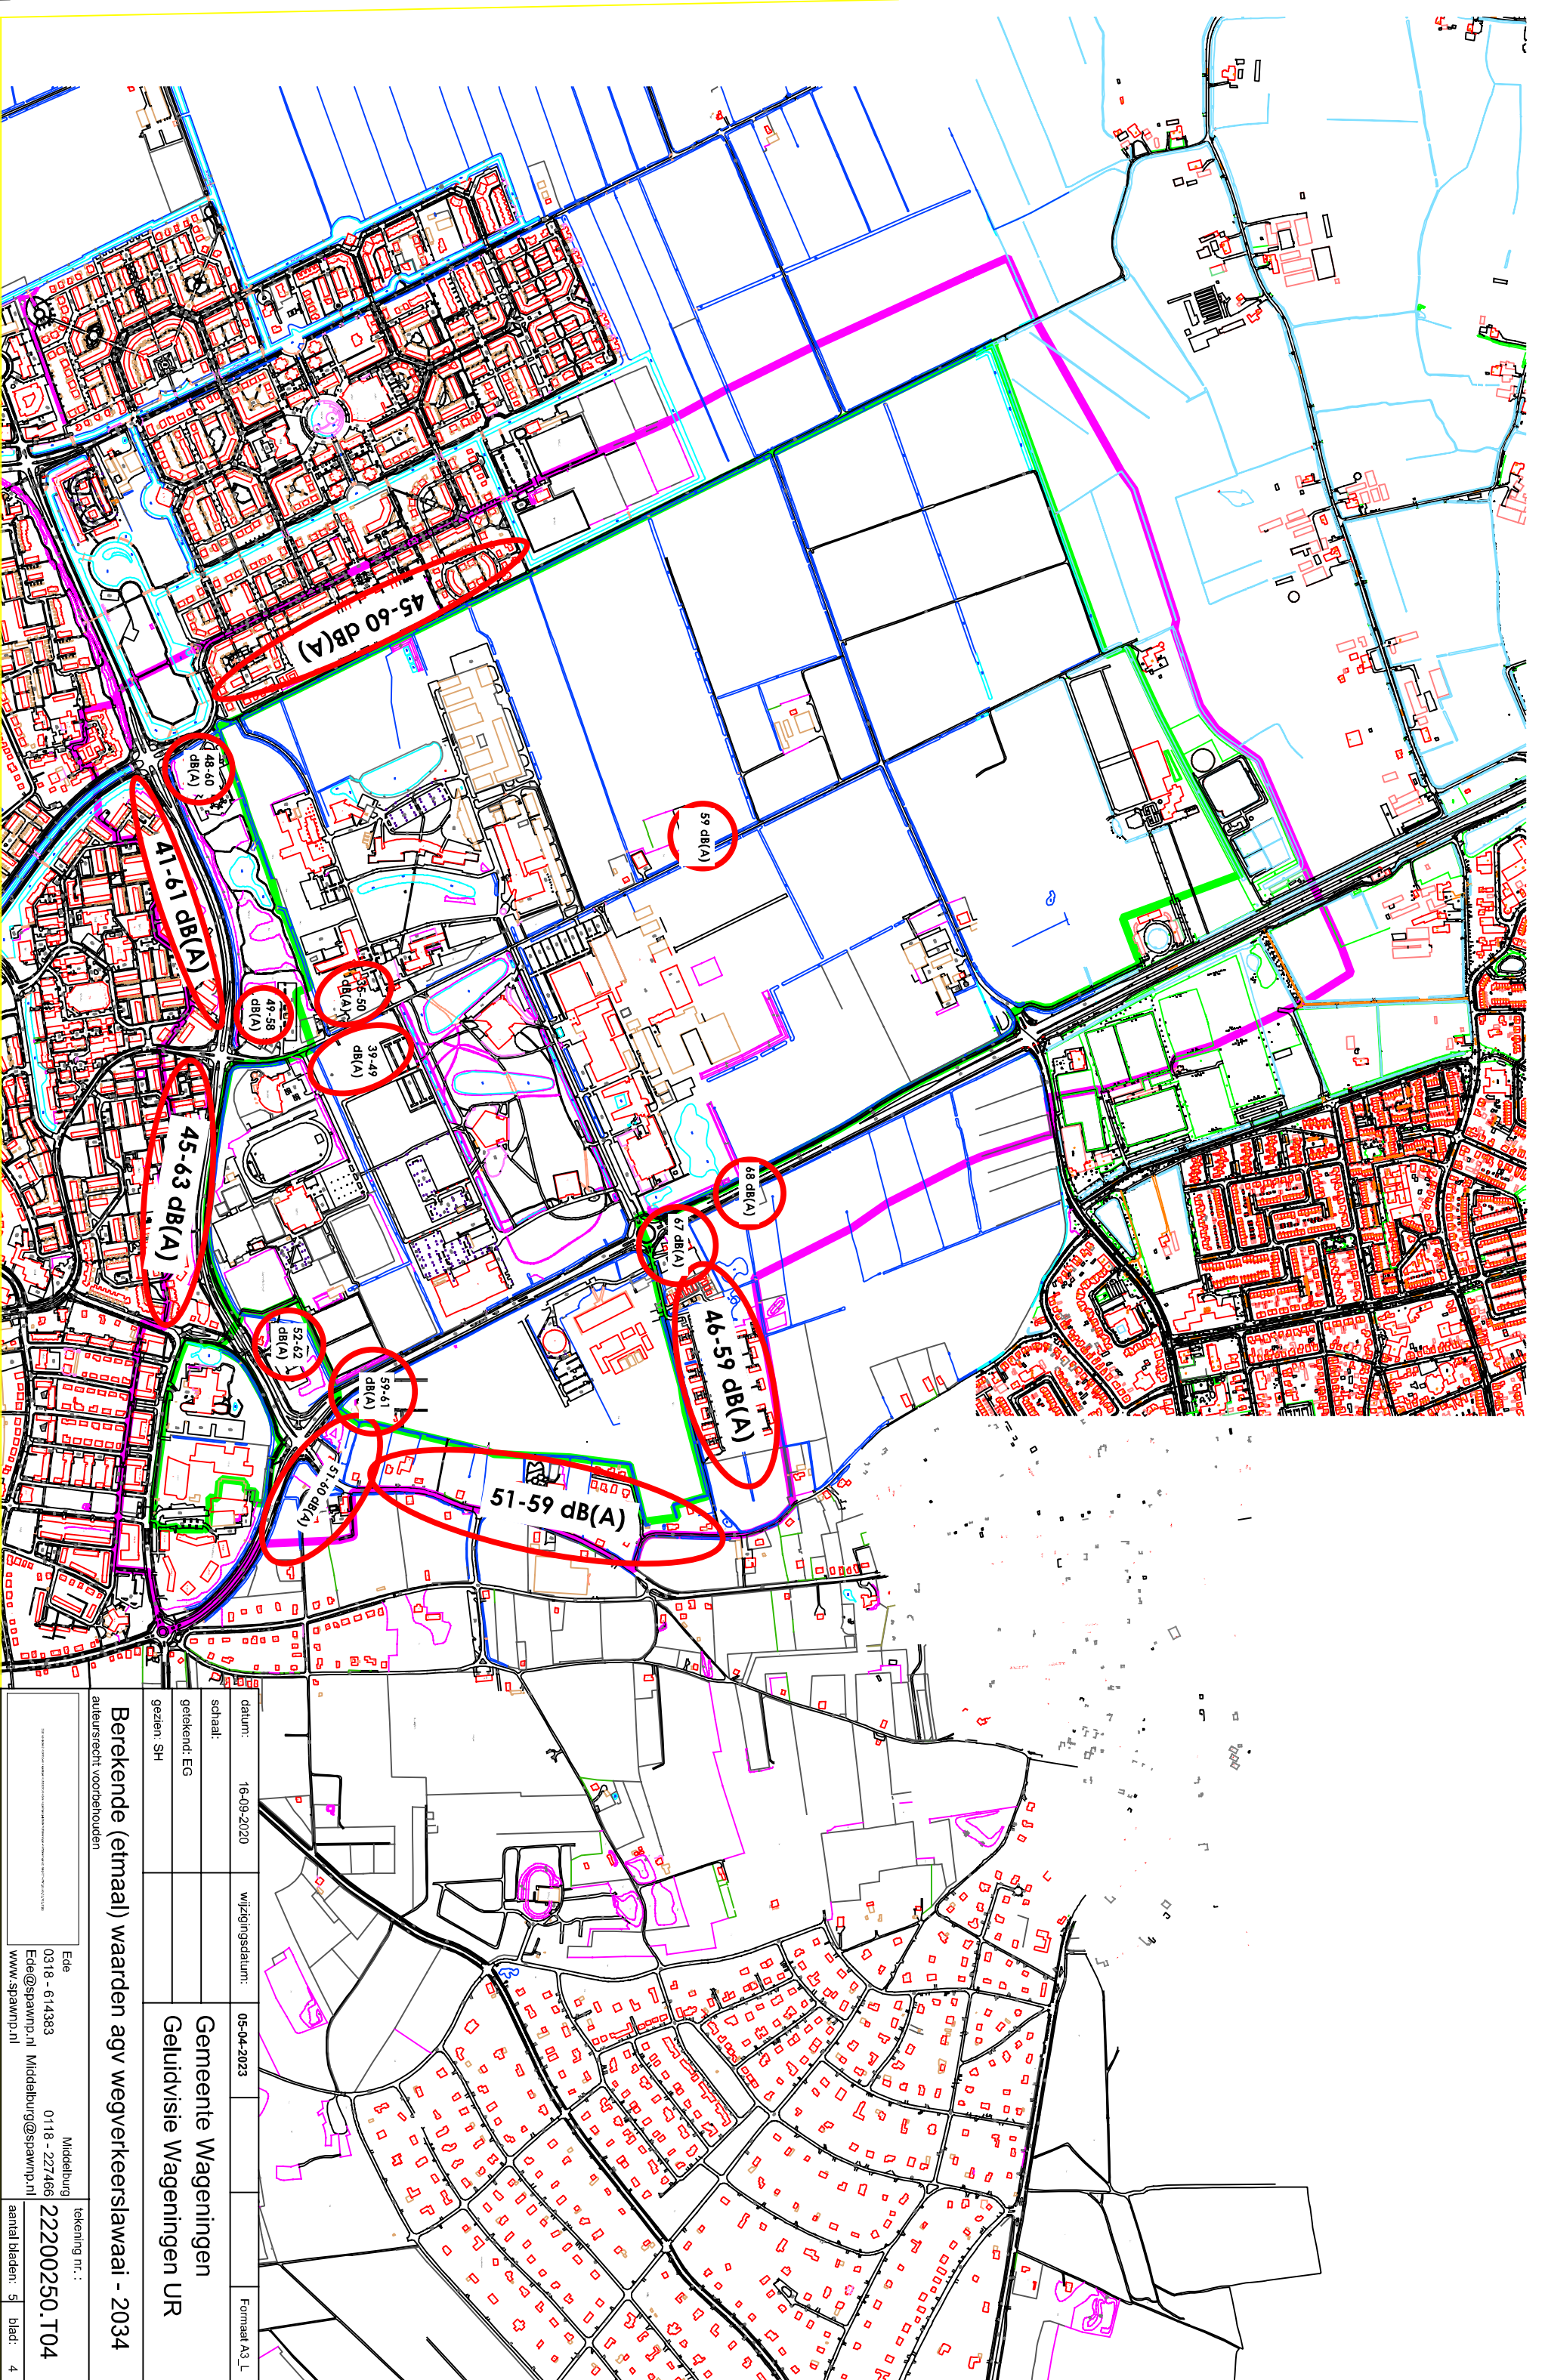 45-60 dB(A)
48-60
dB(A)
41-61 dB(A)
59 dB(A)
36-50
dB(A)
49-58
dB(A)
39-49
dB(A)
45-63 dB(A)
68 dB(A)
67 dB(A)
46-59 dB(A)
52-62
dB(A)
59-61
dB(A)
51-60 dB(A)
51-59 dB(A)
datum: 16-09-2020 wijzigingsdatum: 05-04-2023 Formaat A3_L
schaal:
getekend: EG
gezien: SH
Gemeente Wageningen
Geluidvisie Wageningen UR
Berekende (etmaal) waarden agv wegverkeerslawaai - 2034
auteursrecht voorbehouden
Ede Middelburg
0318 - 614383 0118 - 227466
Ede@spawnp.nl Middelburg@spawnp.nl
www.spawnp.nl
tekening nr. :
22200250.T04
aantal bladen: 5 blad: 4